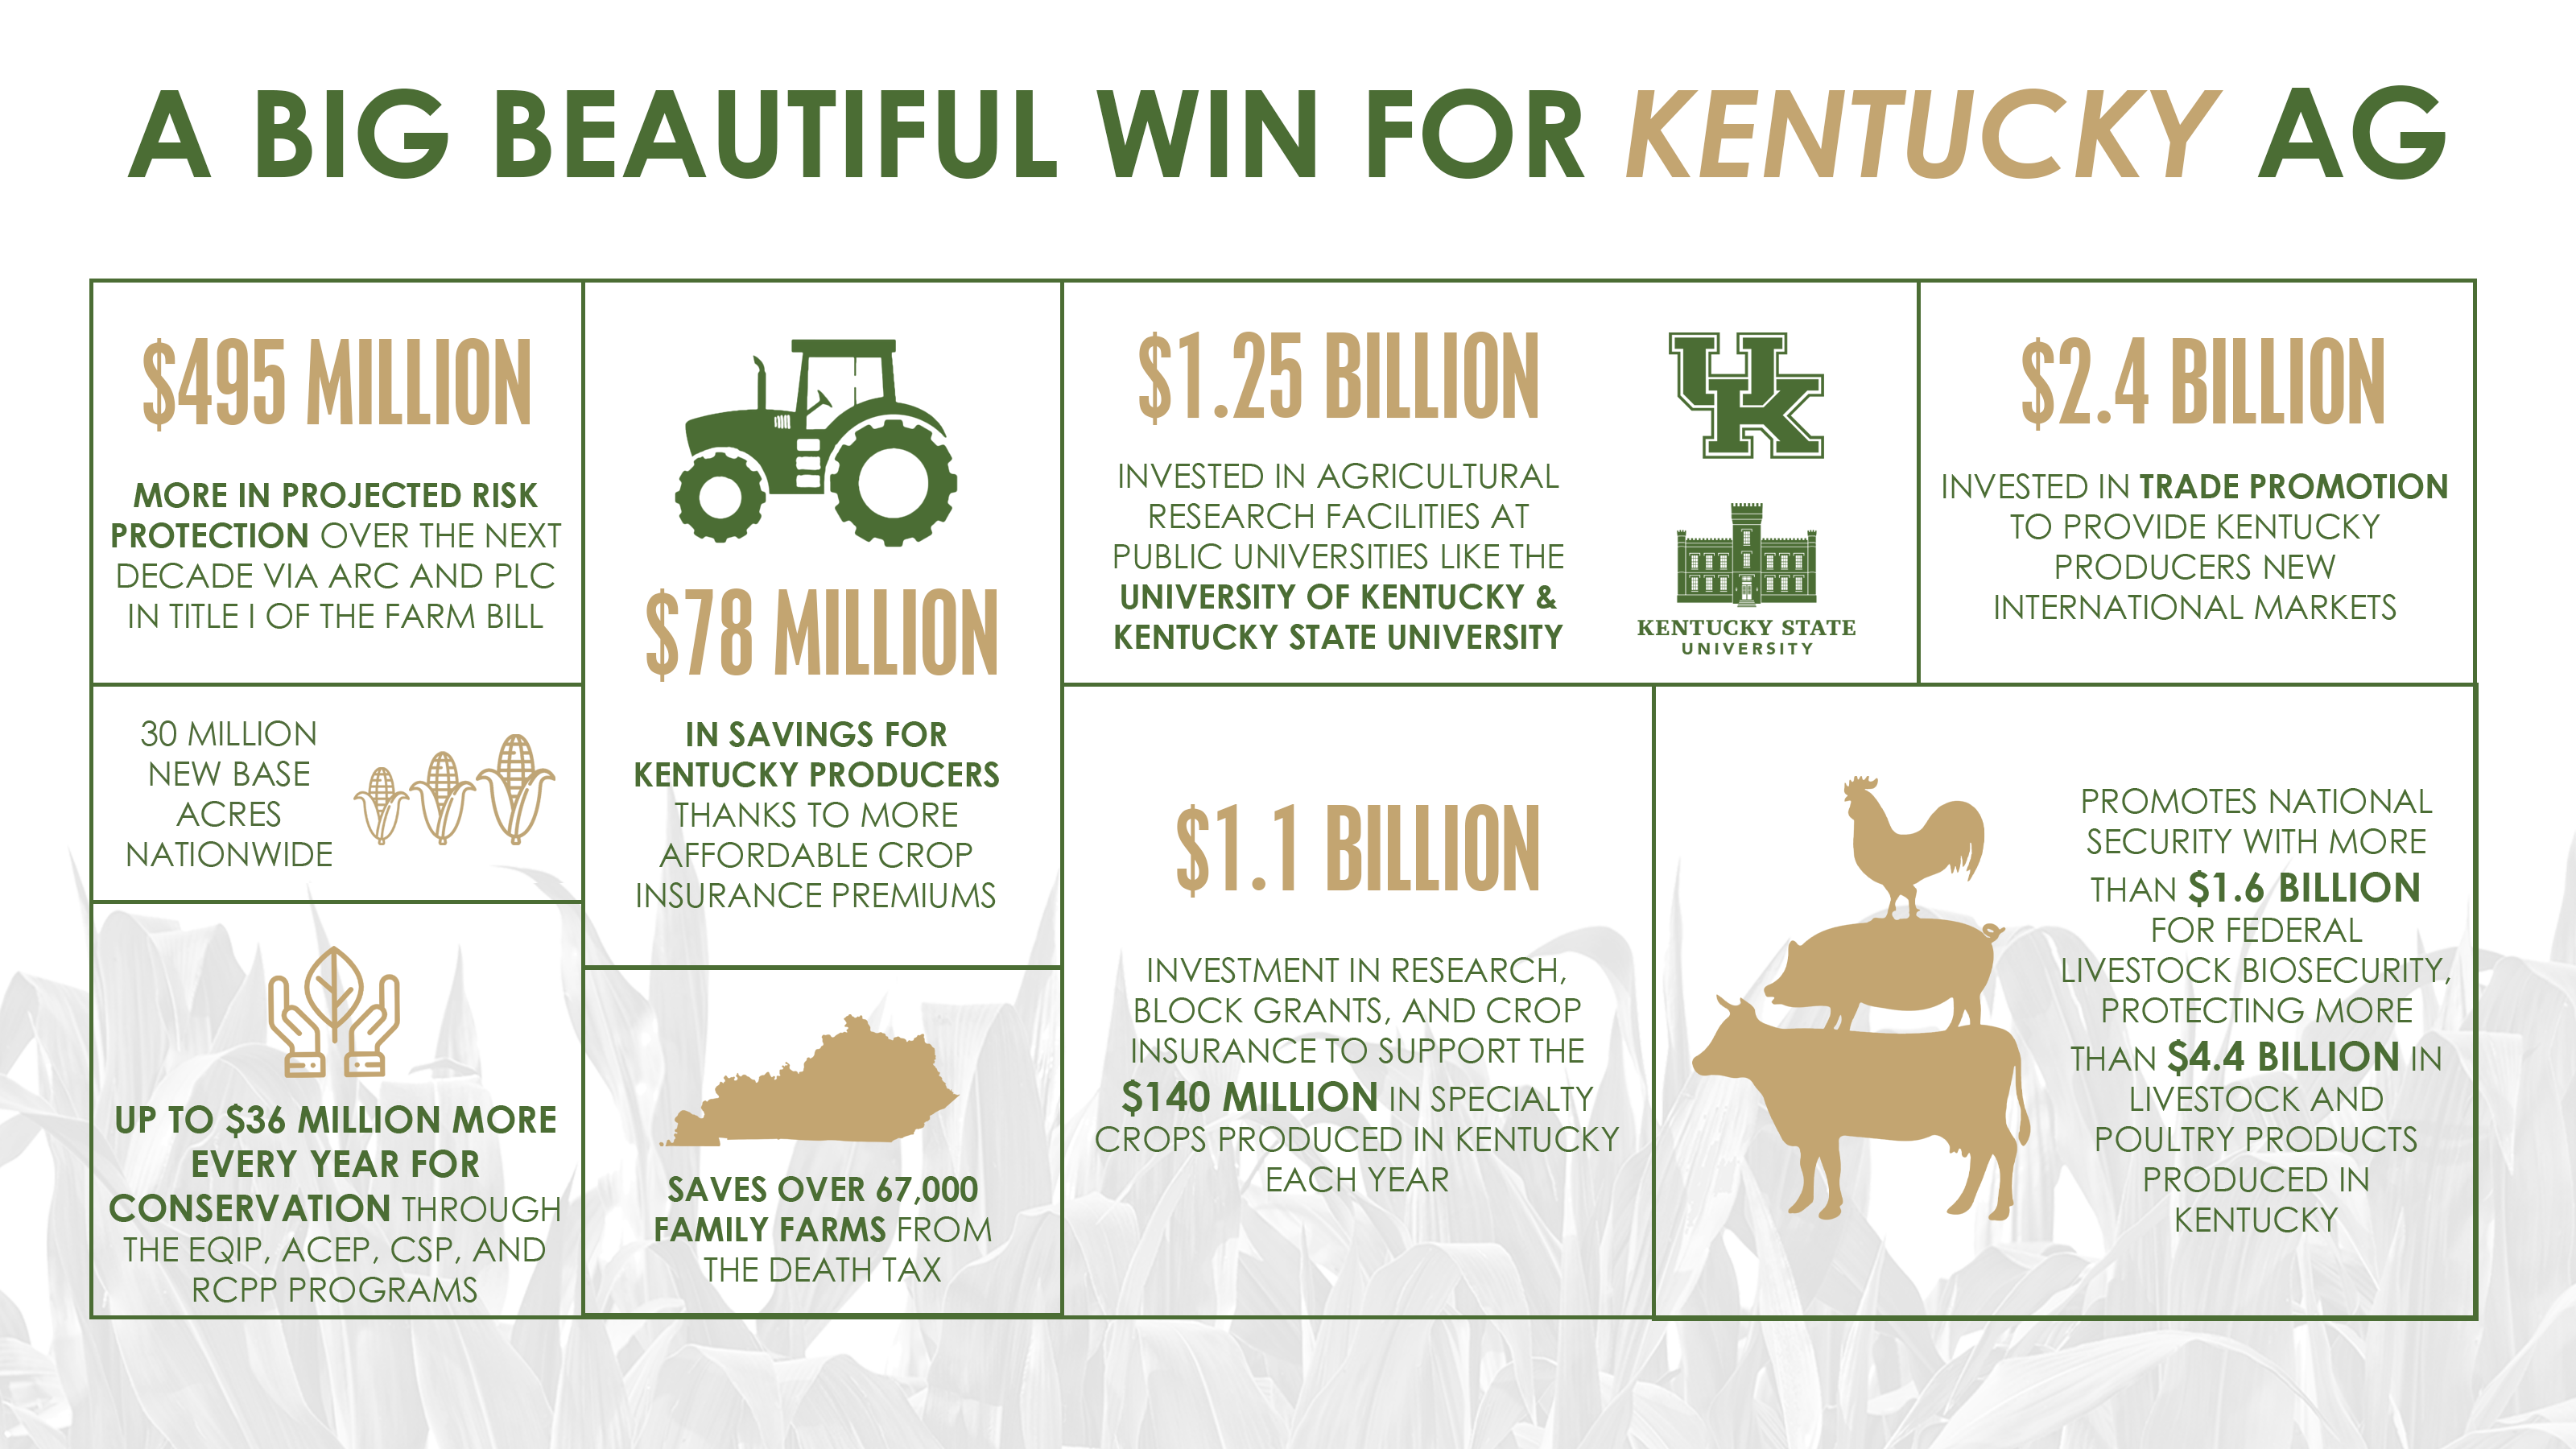 A BIG BEAUTIFUL WIN FOR KENTUCKY AG
$495 MILLION
MORE IN PROJECTED RISK
PROTECTION OVER THE NEXT
DECADE VIA ARC AND PLC
IN TITLE I OF THE FARM BILL
$78 MILLION
IN SAVINGS FOR
KENTUCKY PRODUCERS
THANKS TO MORE
AFFORDABLE CROP
INSURANCE PREMIUMS
$1.25 BILLION
INVESTED IN AGRICULTURAL
RESEARCH FACILITIES AT
PUBLIC UNIVERSITIES LIKE THE
UNIVERSITY OF KENTUCKY &
KENTUCKY STATE UNIVERSITY
UK
KENTUCKY STATE
UNIVERSITY
$2.4 BILLION
INVESTED IN TRADE PROMOTION
TO PROVIDE KENTUCKY
PRODUCERS NEW
INTERNATIONAL MARKETS
30 MILLION
NEW BASE
ACRES
NATIONWIDE
UP TO $36 MILLION MORE
EVERY YEAR FOR
CONSERVATION THROUGH
THE EQIP, ACEP, CSP, AND
RCPP PROGRAMS
SAVES OVER 67,000
FAMILY FARMS FROM
THE DEATH TAX
$1.1 BILLION
INVESTMENT IN RESEARCH,
BLOCK GRANTS, AND CROP
INSURANCE TO SUPPORT THE
$140 MILLION IN SPECIALTY
CROPS PRODUCED IN KENTUCKY
EACH YEAR
PROMOTES NATIONAL
SECURITY WITH MORE
THAN $1.6 BILLION
FOR FEDERAL
LIVESTOCK BIOSECURITY,
PROTECTING MORE
THAN $4.4 BILLION IN
LIVESTOCK AND
POULTRY PRODUCTS
PRODUCED IN
KENTUCKY